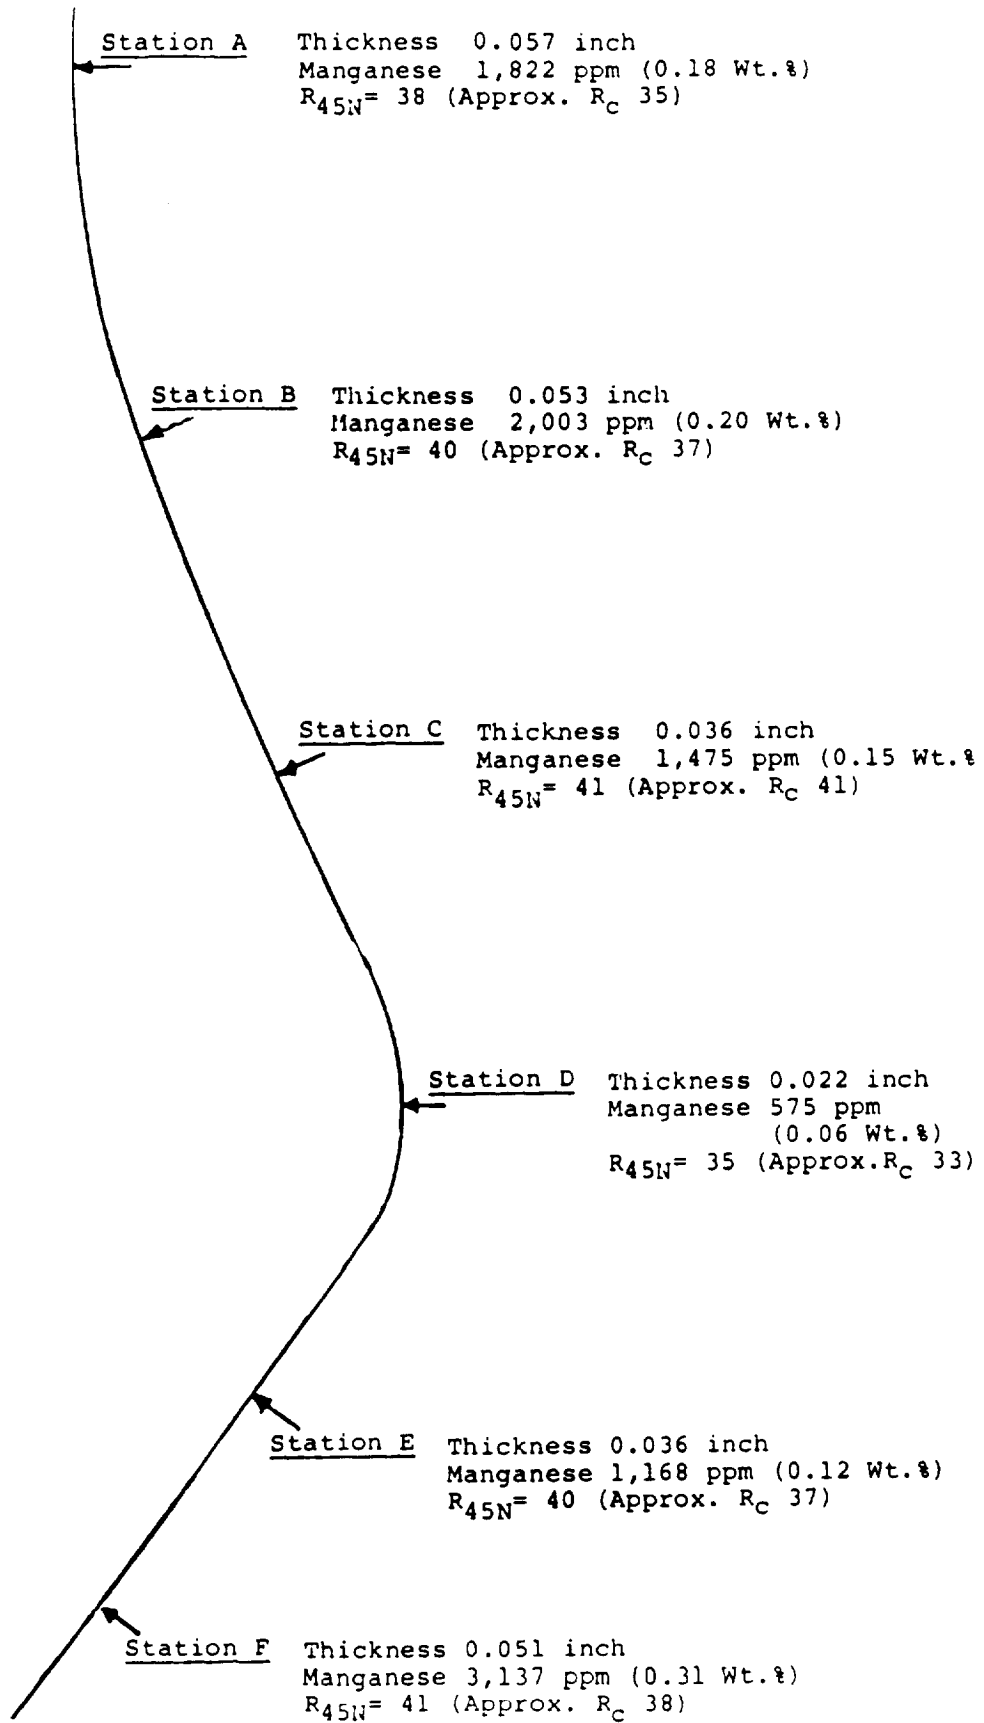 Station A Thickness 0.057 inch
Manganese 1,822 ppm (0.18 Wt.%)
R45N= 38 (Approx. Rc 35)
Station B Thickness 0.053 inch
Manganese 2,003 ppm (0.20 Wt.%)
R45N= 40 (Approx. Rc 37)
Station C Thickness 0.036 inch
Manganese 1,475 ppm (0.15 Wt.%
R45N= 41 (Approx. Rc 41)
Station D Thickness 0.022 inch
Manganese 575 ppm
(0.06 Wt.%)
R45N= 35 (Approx.Rc 33)
Station E Thickness 0.036 inch
Manganese 1,168 ppm (0.12 Wt.%)
R45N= 40 (Approx. Rc 37)
Station F Thickness 0.051 inch
Manganese 3,137 ppm (0.31 Wt.%)
R45N= 41 (Approx. Rc 38)